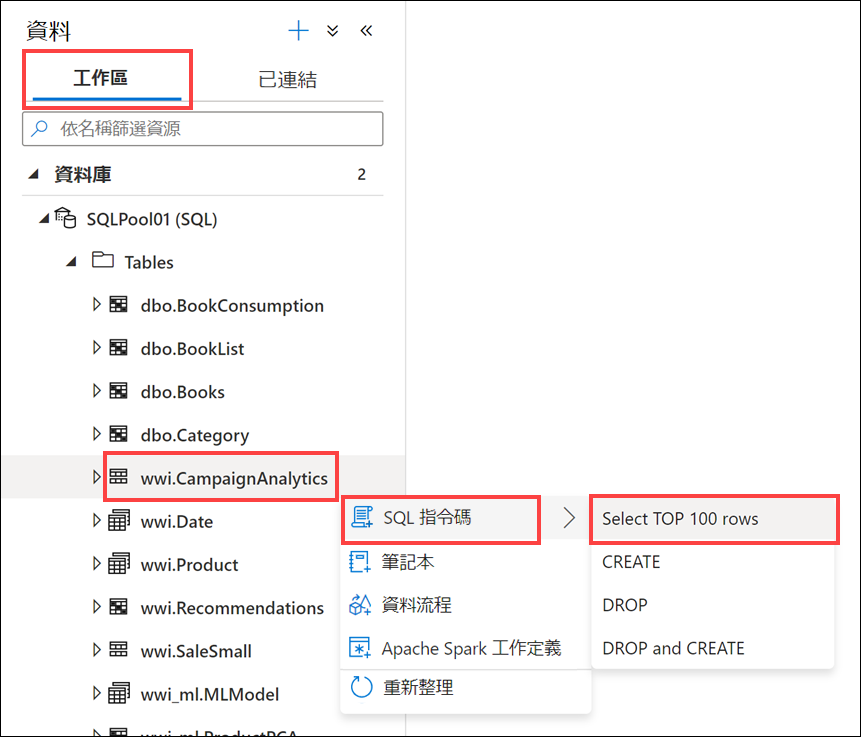 資料
工作區
已連結
依名稱篩選資源
資料庫 2
SQLPool01 (SQL)
Tables
dbo.BookConsumption
dbo.BookList
dbo.Books
dbo.Category
wwi.CampaignAnalytics
wwi.Date
wwi.Product
wwi.Recommendations
wwi.SaleSmall
wwi_ml.MLModel
wwi_ml.ProductPCA
SQL 指令碼
筆記本
資料流程
Apache Spark 工作定義
重新整理
Select TOP 100 rows
CREATE
DROP
DROP and CREATE